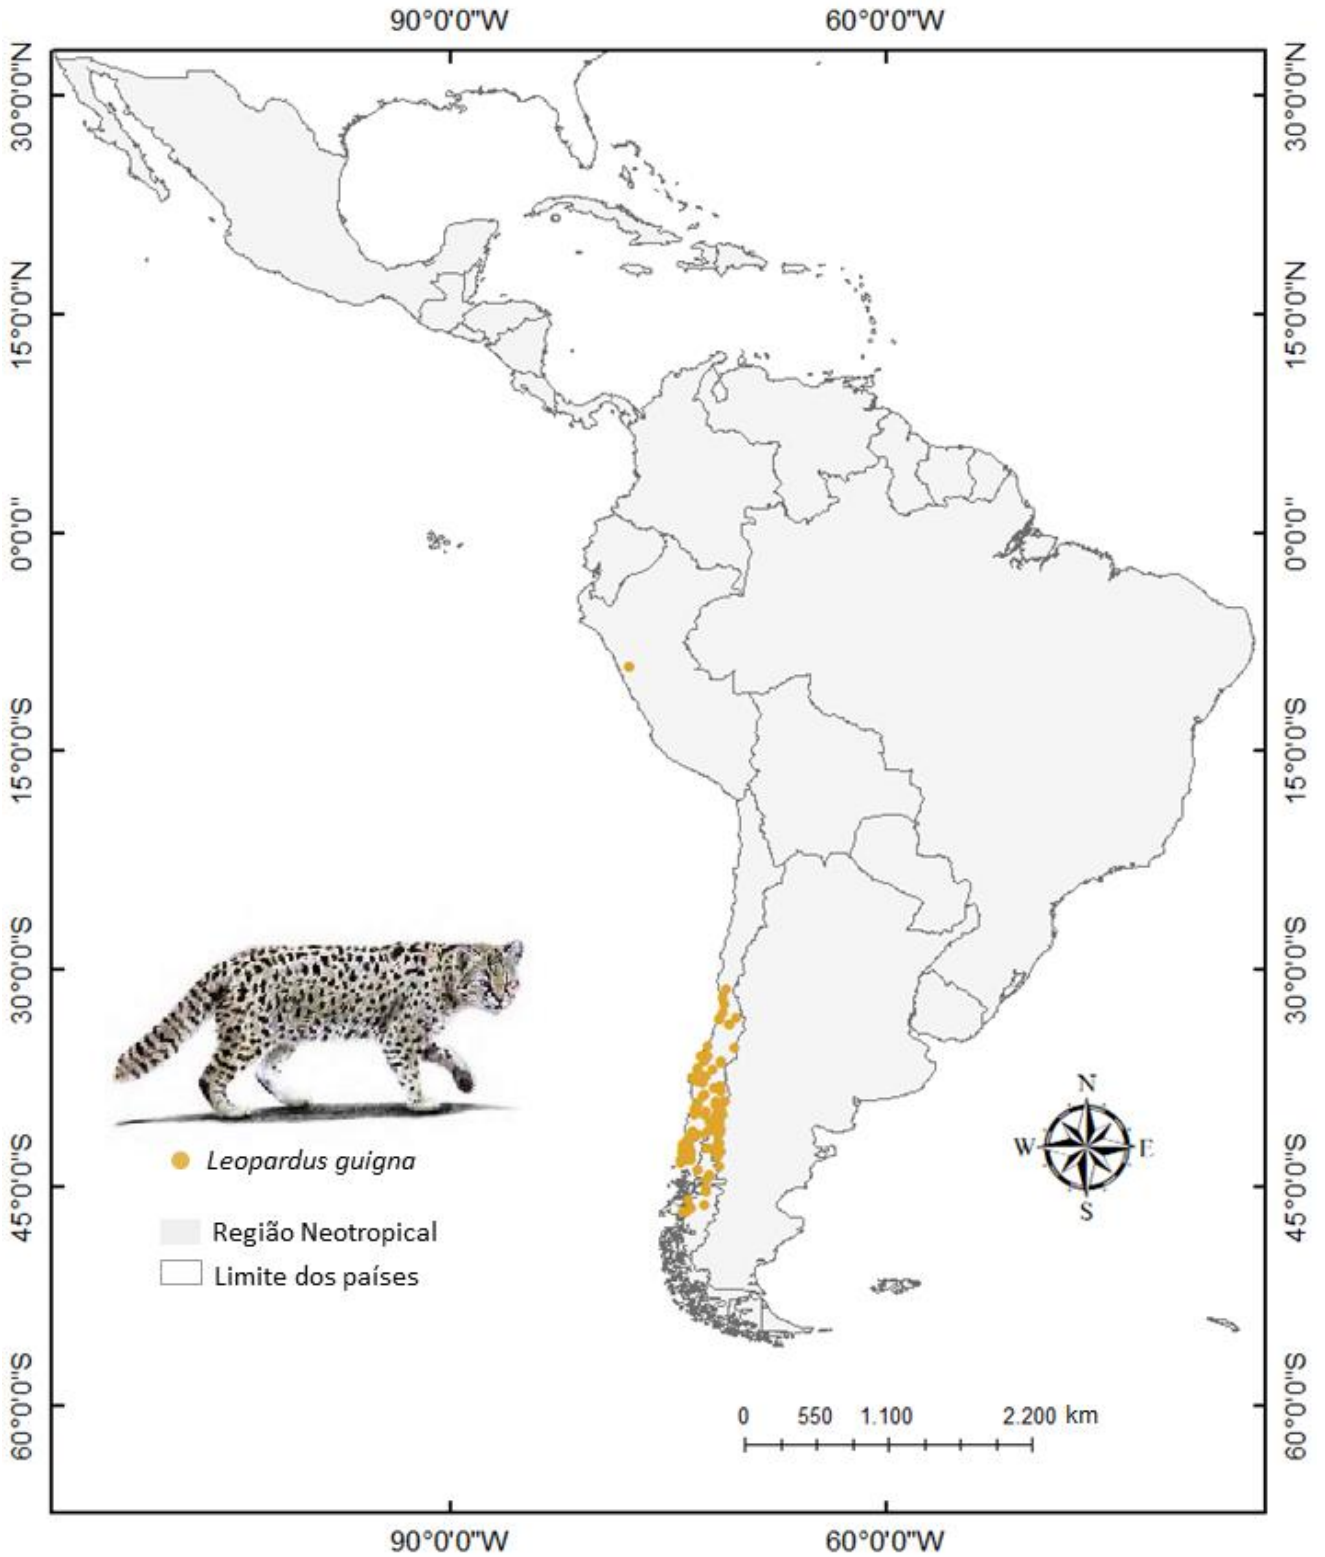 90°0'0"W 60°0'0"W
30°0'0"N 30°0'0"N
15°0'0"N 15°0'0"N
0°0'0" 0°0'0"
15°0'0"S 15°0'0"S
30°0'0"S 30°0'0"S
45°0'0"S 45°0'0"S
60°0'0"S 60°0'0"S
Leopardus guigna
Região Neotropical
Limite dos países
N
W E
S
0 550 1.100 2.200 km
90°0'0"W 60°0'0"W